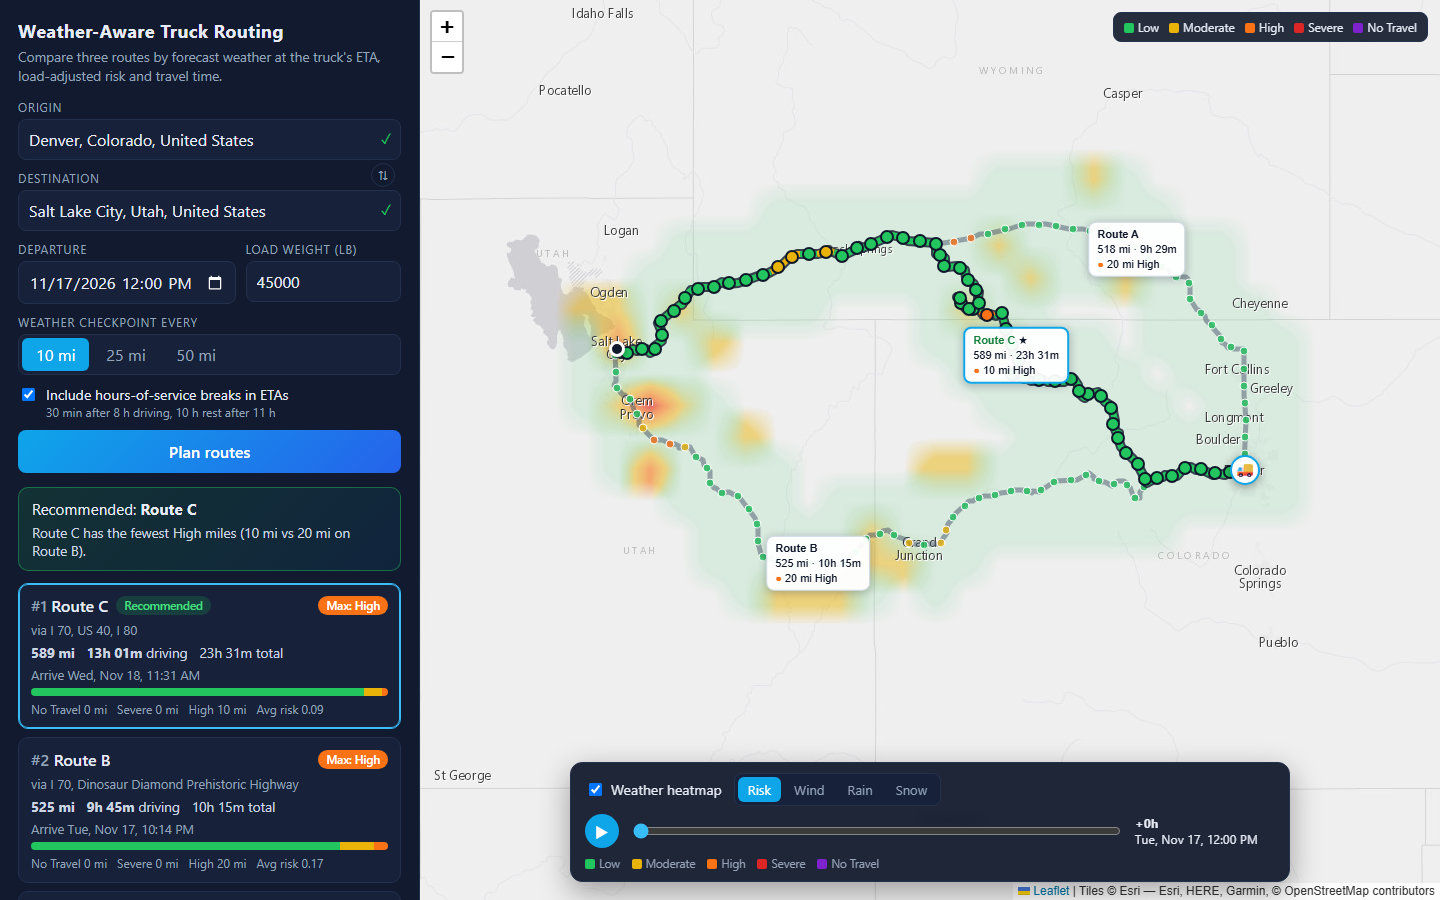 Weather-Aware Truck Routing
Compare three routes by forecast weather at the truck's ETA,
load-adjusted risk and travel time.
ORIGIN
Denver, Colorado, United States
DESTINATION
Salt Lake City, Utah, United States
DEPARTURE
LOAD WEIGHT (LB)
11/17/2026 12:00 PM
45000
WEATHER CHECKPOINT EVERY
10 mi 25 mi 50 mi
Include hours-of-service breaks in ETAs
30 min after 8 h driving, 10 h rest after 11 h
Plan routes
Recommended: Route C
Route C has the fewest High miles (10 mi vs 20 mi on
Route B).
#1 Route C Recommended Max: High
via I 70, US 40, I 80
589 mi 13h 01m driving 23h 31m total
Arrive Wed, Nov 18, 11:31 AM
No Travel 0 mi Severe 0 mi High 10 mi Avg risk 0.09
#2 Route B Max: High
via I 70, Dinosaur Diamond Prehistoric Highway
525 mi 9h 45m driving 10h 15m total
Arrive Tue, Nov 17, 10:14 PM
No Travel 0 mi Severe 0 mi High 20 mi Avg risk 0.17
+
−
Low Moderate High Severe No Travel
Idaho Falls
WYOMING
Pocatello
Casper
Logan
UTAH
Ogden
Salt Lake
Route A
518 mi · 9h 29m
20 mi High
Cheyenne
Route C ★
589 mi · 23h 31m
10 mi High
Fort Collins
Greeley
Longmont
Boulder
Orem
Provo
Grand
Junction
Route B
525 mi · 10h 15m
20 mi High
UTAH
COLORADO
Colorado
Springs
Pueblo
St George
Weather heatmap Risk Wind Rain Snow
+0h
Tue, Nov 17, 12:00 PM
Low Moderate High Severe No Travel
Leaflet | Tiles © Esri — Esri, HERE, Garmin, © OpenStreetMap contributors